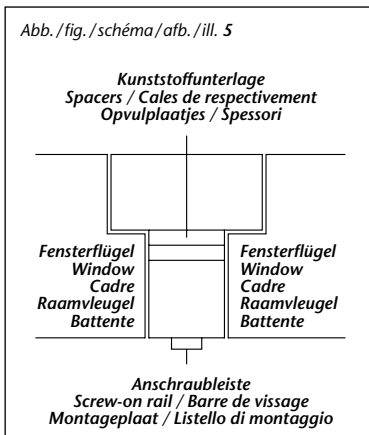 Abb./fig./schéma/afb./ill. 5
Kunststoffunterlage
Spacers / Cales de respectivement
Opvulplaatjes / Spessori
Fensterflügel
Window
Cadre
Raamvleugel
Battente
Fensterflügel
Window
Cadre
Raamvleugel
Battente
Anschraubleiste
Screw-on rail / Barre de vissage
Montageplaat / Listello di montaggio